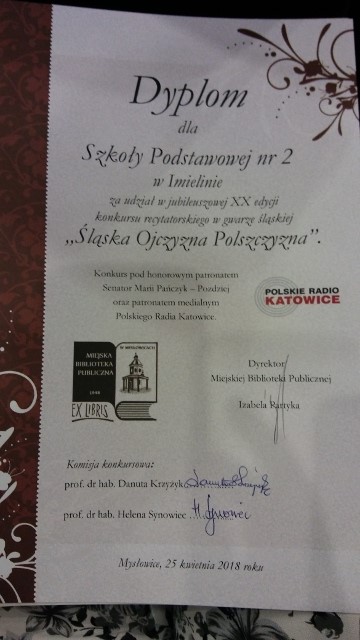 Dyplom
dla
Szkoły Podstawowej nr 2
w Imielinie
za udział w jubileuszowej XX edycji
konkursu recytatorskiego w gwarze śląskiej
„Śląska Ojczyzna Polszczyzna”.
Konkurs pod honorowym patronatem
Senator Marii Pańczyk – Pozdziej
oraz patronatem medialnym
Polskiego Radia Katowice.
POLSKIE RADIO
KATOWICE
MIEJSKA
BIBLIOTEKA
PUBLICZNA
1948
EX LIBRIS
W MYSŁOWICACH
Dyrektor
Miejskiej Biblioteki Publicznej
Izabela
Komisja konkursowa:
prof. dr hab. Danuta Krzyżyk
prof. dr hab. Helena Synowiec
Mysłowice, 25 kwietnia 2018 roku